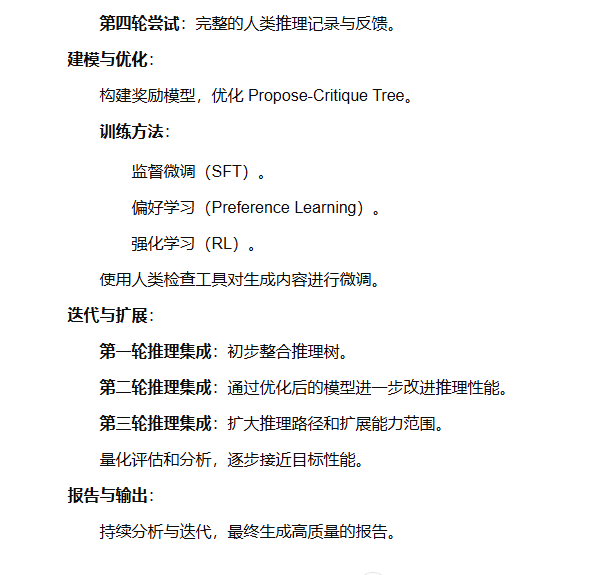 第四轮尝试：完整的人类推理记录与反馈。
建模与优化：
构建奖励模型，优化 Propose-Critique Tree。
训练方法：
监督微调（SFT）。
偏好学习（Preference Learning）。
强化学习（RL）。
使用人类检查工具对生成内容进行微调。
迭代与扩展：
第一轮推理集成：初步整合推理树。
第二轮推理集成：通过优化后的模型进一步改进推理性能。
第三轮推理集成：扩大推理路径和扩展能力范围。
量化评估和分析，逐步接近目标性能。
报告与输出：
持续分析与迭代，最终生成高质量的报告。